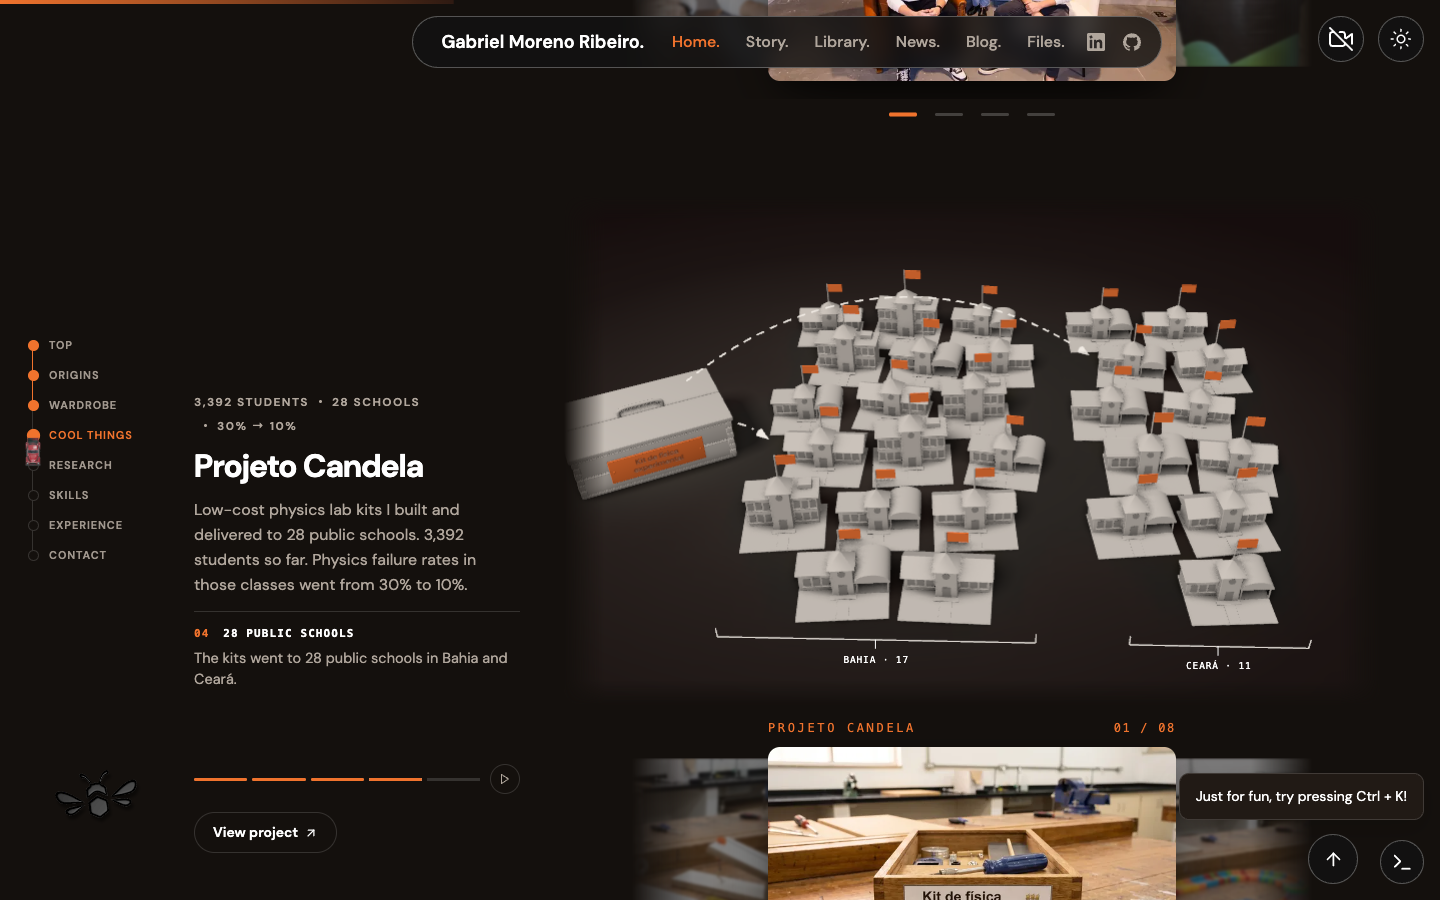 Gabriel Moreno Ribeiro.
Home. Story. Library. News. Blog. Files.
TOP
ORIGINS
WARDROBE
COOL THINGS
RESEARCH
SKILLS
EXPERIENCE
CONTACT
3,392 STUDENTS • 28 SCHOOLS
• 30% → 10%
Projeto Candela
Low-cost physics lab kits I built and
delivered to 28 public schools. 3,392
students so far. Physics failure rates in
those classes went from 30% to 10%.
04 28 PUBLIC SCHOOLS
The kits went to 28 public schools in Bahia and
Ceará.
View project
BAHIA · 17
CEARÁ · 11
PROJETO CANDELA
01 / 08
Kit de física
Just for fun, try pressing Ctrl + K!